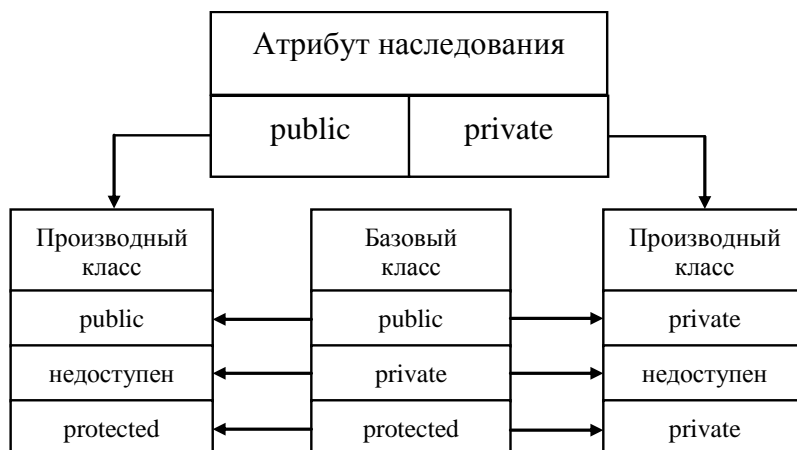 Атрибут наследования
public private
Производный класс
Базовый класс
Производный класс
public public private
недоступен private недоступен
protected protected private